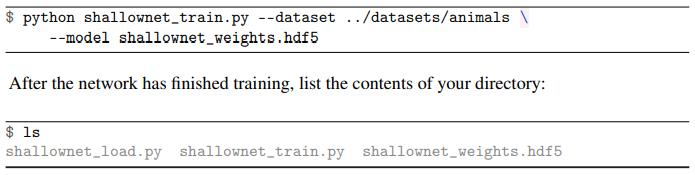 $ python shallownet_train.py --dataset ../datasets/animals \
--model shallownet_weights.hdf5
After the network has finished training, list the contents of your directory:
$ ls
shallownet_load.py shallownet_train.py shallownet_weights.hdf5